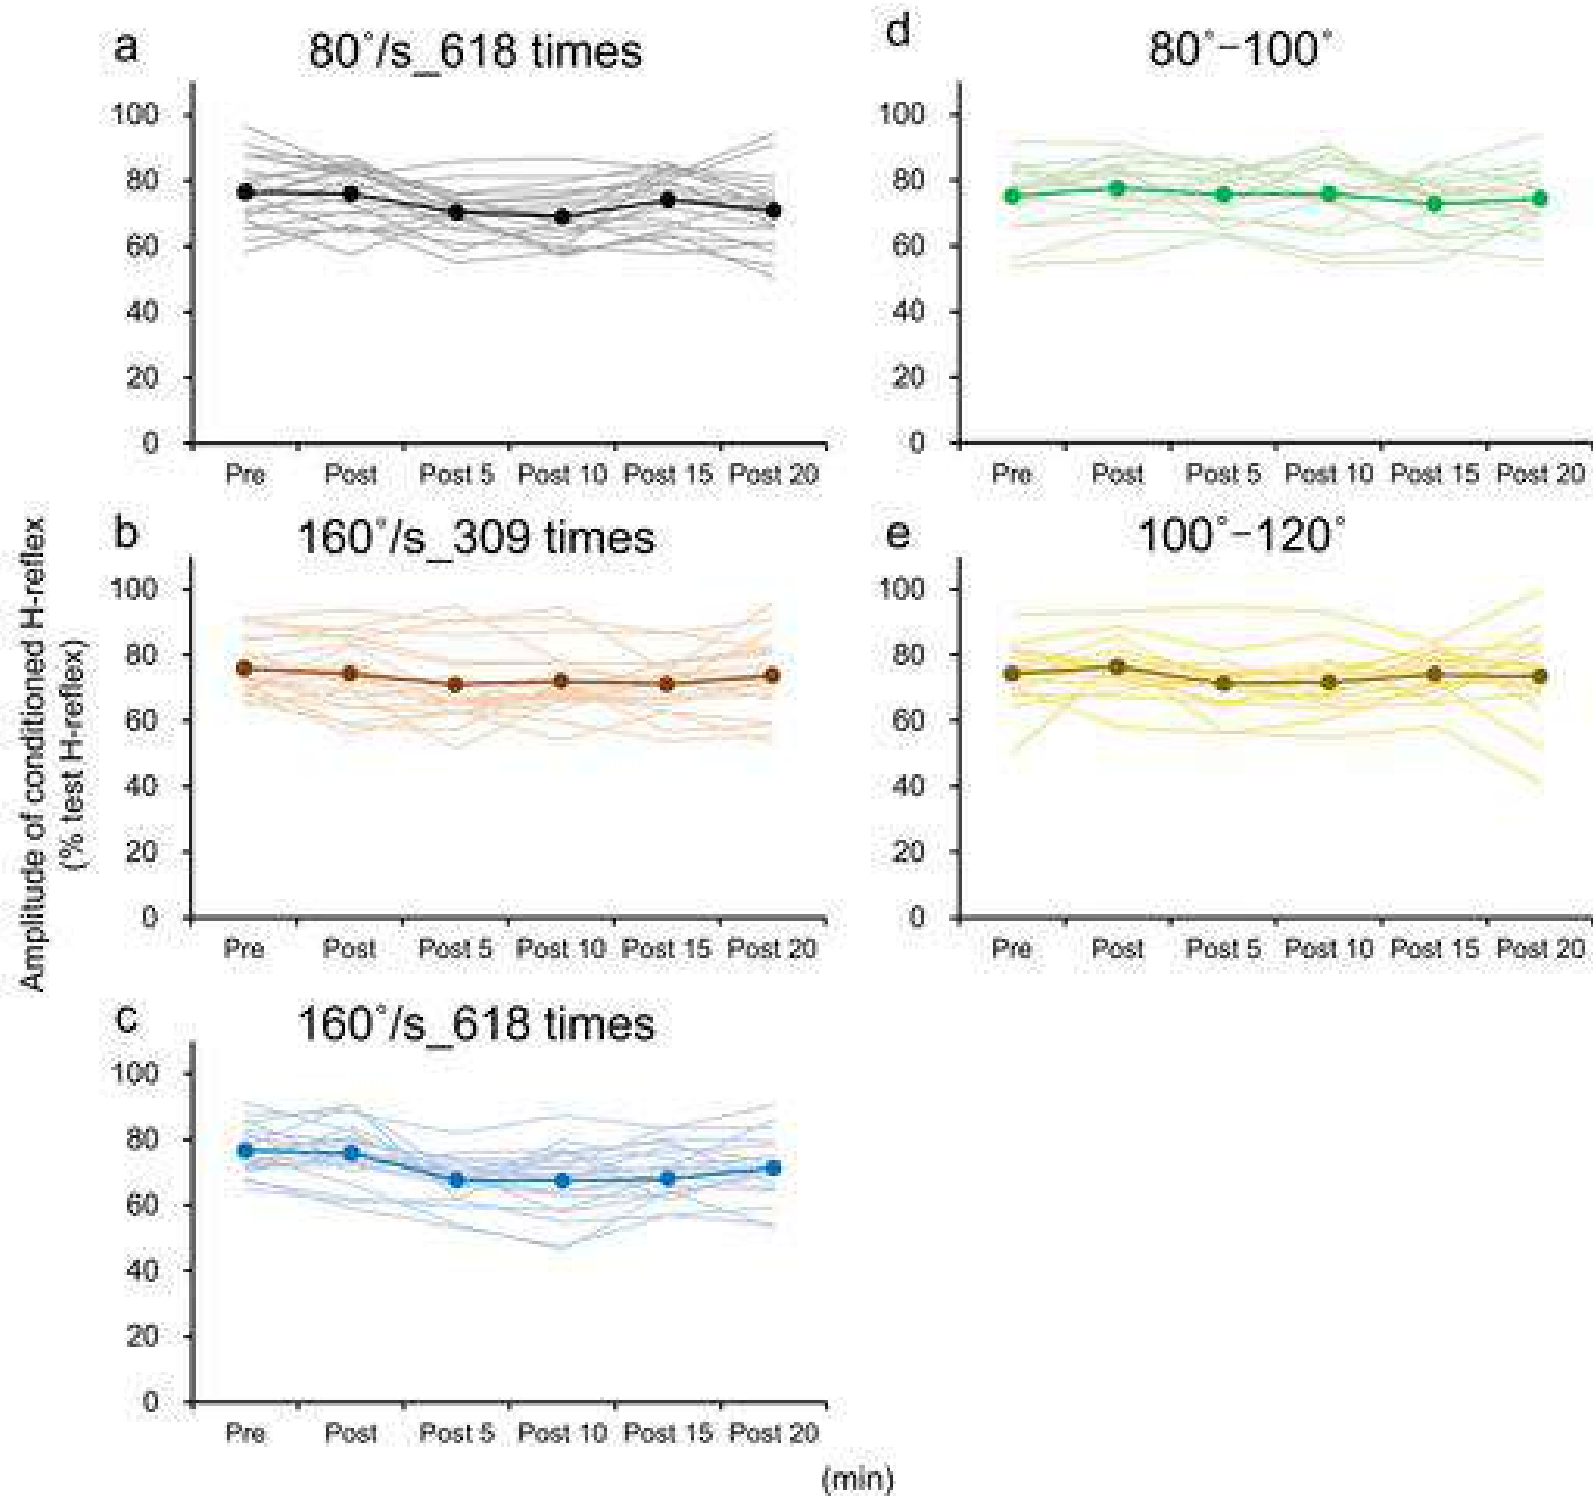 a
80°/s_618 times
100
80
60
40
20
0
Pre Post Post 5 Post 10 Post 15 Post 20
d
80°−100°
100
80
60
40
20
0
Pre Post Post 5 Post 10 Post 15 Post 20
Amplitude of conditioned H-reflex
(% test H-reflex)
b
160°/s_309 times
100
80
60
40
20
0
Pre Post Post 5 Post 10 Post 15 Post 20
e
100°−120°
100
80
60
40
20
0
Pre Post Post 5 Post 10 Post 15 Post 20
c
160°/s_618 times
100
80
60
40
20
0
Pre Post Post 5 Post 10 Post 15 Post 20
(min)